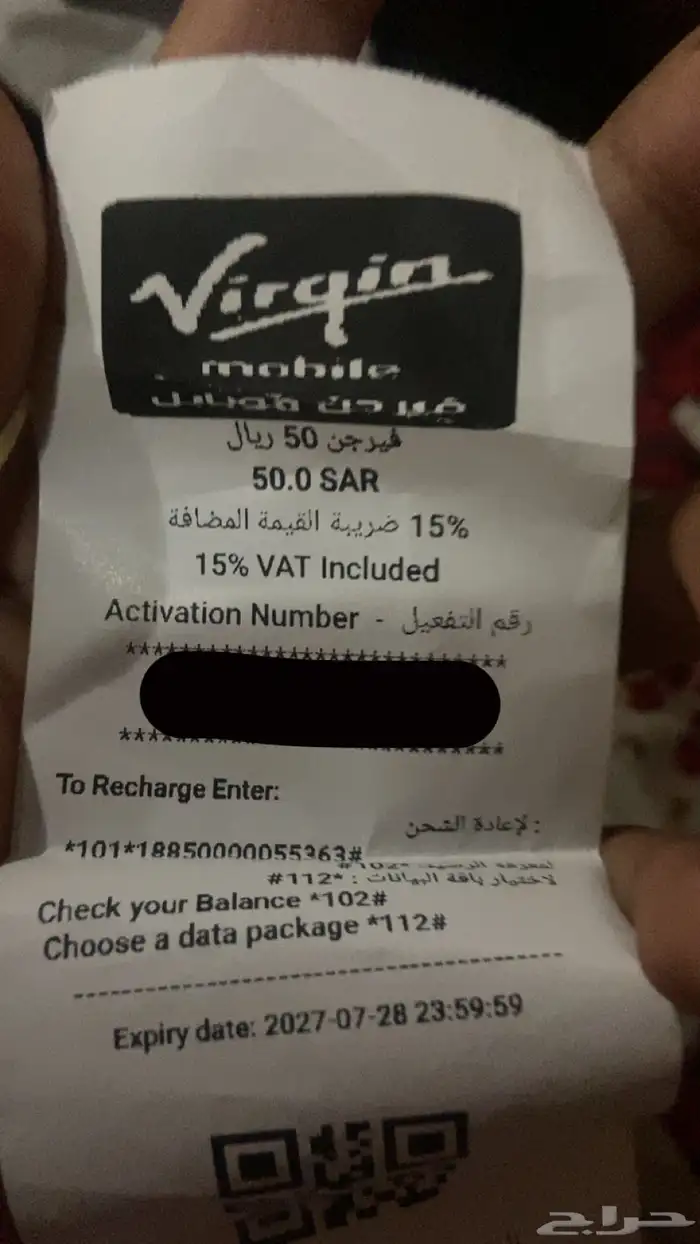 Virgin
mobile
فيرجن موبايل
فيرجن 50 ريال
50.0 SAR
15% ضريبة القيمة المضافة
15% VAT Included
Activation Number - رقم التفعيل
To Recharge Enter:
لإعادة الشحن:
*101*18850000055363#
لاختيار باقة البيانات : *112#
Check your Balance *102#
Choose a data package *112#
Expiry date: 2027-07-28 23:59:59
حراج